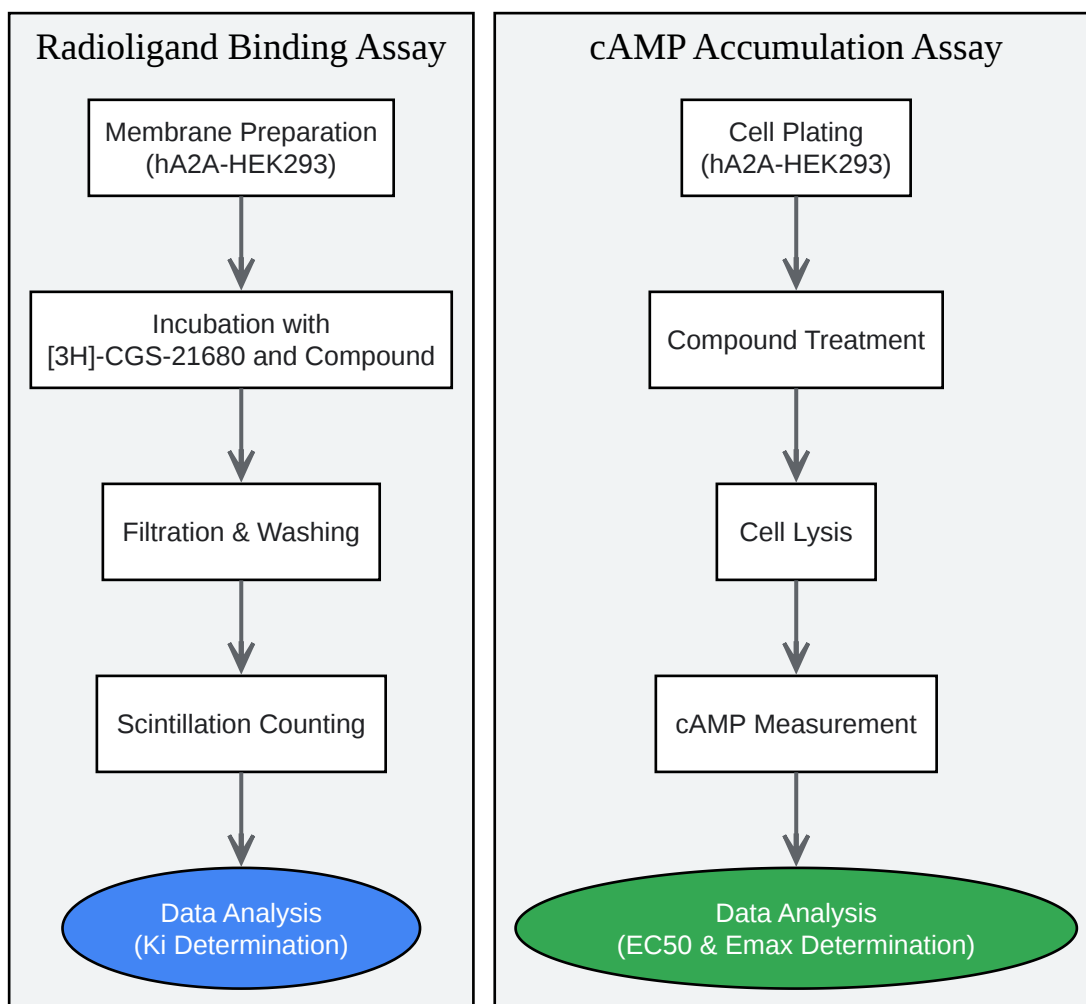 Radioligand Binding Assay
Membrane Preparation
(hA2A-HEK293)
Incubation with
[3H]-CGS-21680 and Compound
Filtration & Washing
Scintillation Counting
Data Analysis
(Ki Determination)
cAMP Accumulation Assay
Cell Plating
(hA2A-HEK293)
Compound Treatment
Cell Lysis
cAMP Measurement
Data Analysis
(EC50 & Emax Determination)